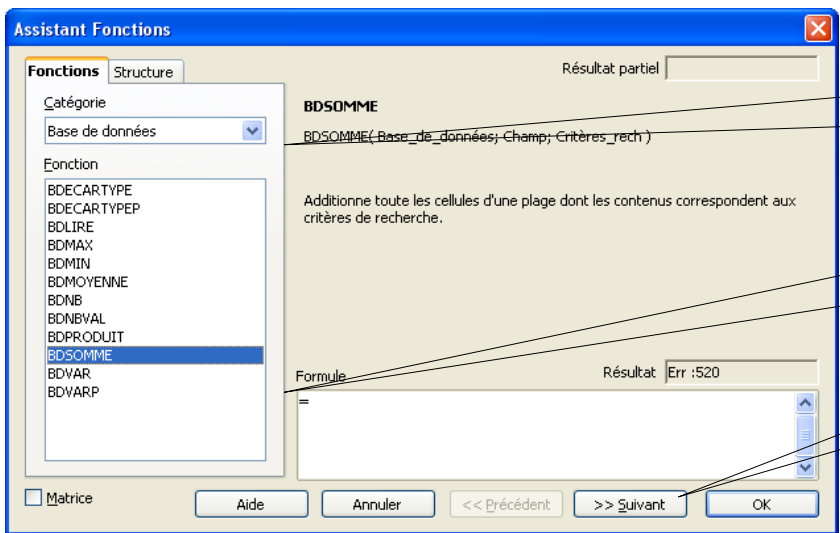 Assistant Fonctions
Fonctions Structure
Résultat partiel
Catégorie
Base de données
Fonction
BDECARTYPE
BDECARTYPEP
BDLIRE
BDMAX
BDMIN
BDMOYENNE
BDNB
BDNBVAL
BDPRODUIT
BDSOMME
BDVAR
BDVARP
BDSOMME
BDSOMME( Base_de_données; Champ; Critères_rech )
Additionne toute les cellules d'une plage dont les contenus correspondent aux
critères de recherche.
Formule
Résultat Err :520
=
Matrice
Aide
Annuler
<< Précédent
>> Suivant
OK